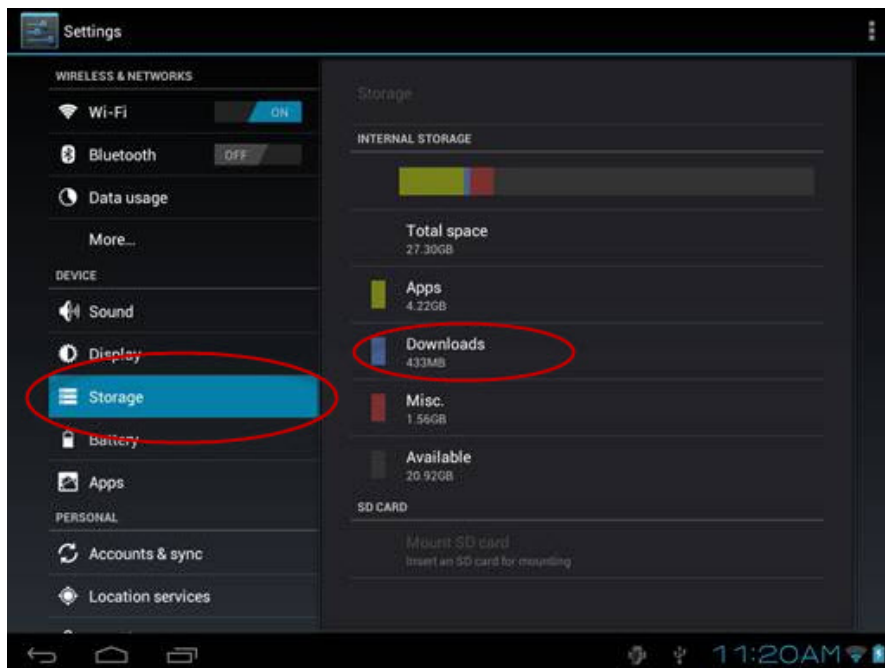 Settings
WIRELESS & NETWORKS
Wi-Fi
ON
Bluetooth
OFF
Data usage
More...
DEVICE
Sound
Display
Storage
Battery
Apps
PERSONAL
Accounts & sync
Location services
Storage
INTERNAL STORAGE
Total space
27.30GB
Apps
4.22GB
Downloads
433MB
Misc.
1.56GB
Available
20.92GB
SD CARD
Mount SD card
Insert an SD card for mounting
11:20AM